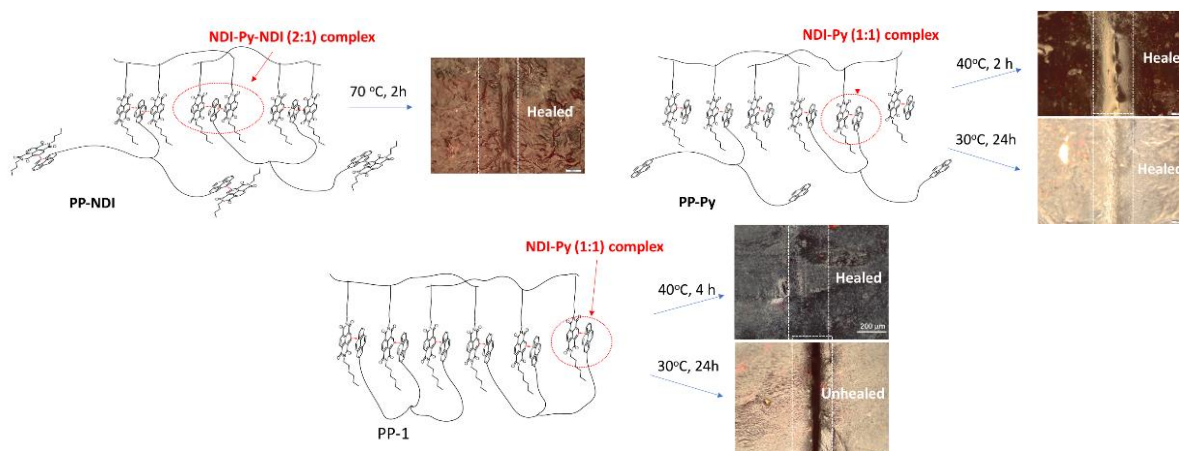 NDI-Py-NDI (2:1) complex
70 °C, 2h
Healed
PP-NDI
NDI-Py (1:1) complex
40°C, 2 h
30°C, 24h
Healed
PP-Py
NDI-Py (1:1) complex
40°C, 4 h
Healed
200 µm
30°C, 24h
Unhealed
PP-1